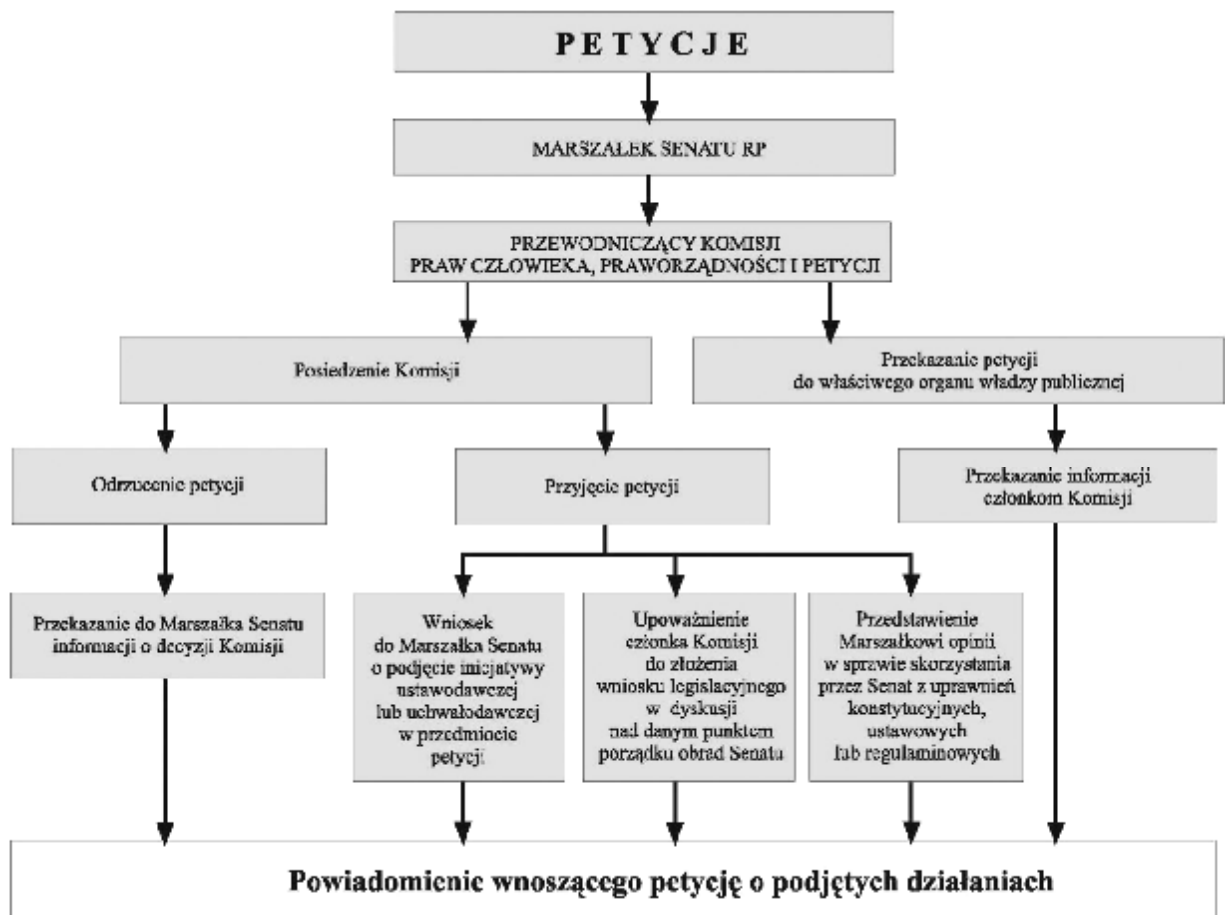 PETYCJE
MARSZAŁEK SENATU RP
PRZEWODNICZĄCY KOMISJI
PRAW CZŁOWIEKA, PRAWORZĄDNOŚCI I PETYCJI
Posiedzenie Komisji
Przekazanie petycji
do właściwego organu władzy publicznej
Odrzucenie petycji
Przyjęcie petycji
Przekazanie informacji
członkom Komisji
Przekazanie do Marszałka Senatu
informacji o decyzji Komisji
Wniosek
do Marszałka Senatu
o podjęcie inicjatywy
ustawodawczej
lub uchwałodawczej
w przedmiocie
petycji
Upoważnienie
członka Komisji
do złożenia
wniosku legislacyjnego
w dyskusji
nad danym punktem
porządku obrad Senatu
Przedstawienie
Marszałkowi opinii
w sprawie skorzystania
przez Senat z uprawnień
konstytucyjnych,
ustawowych
lub regulaminowych
Powiadomienie wnoszącego petycję o podjętych działaniach